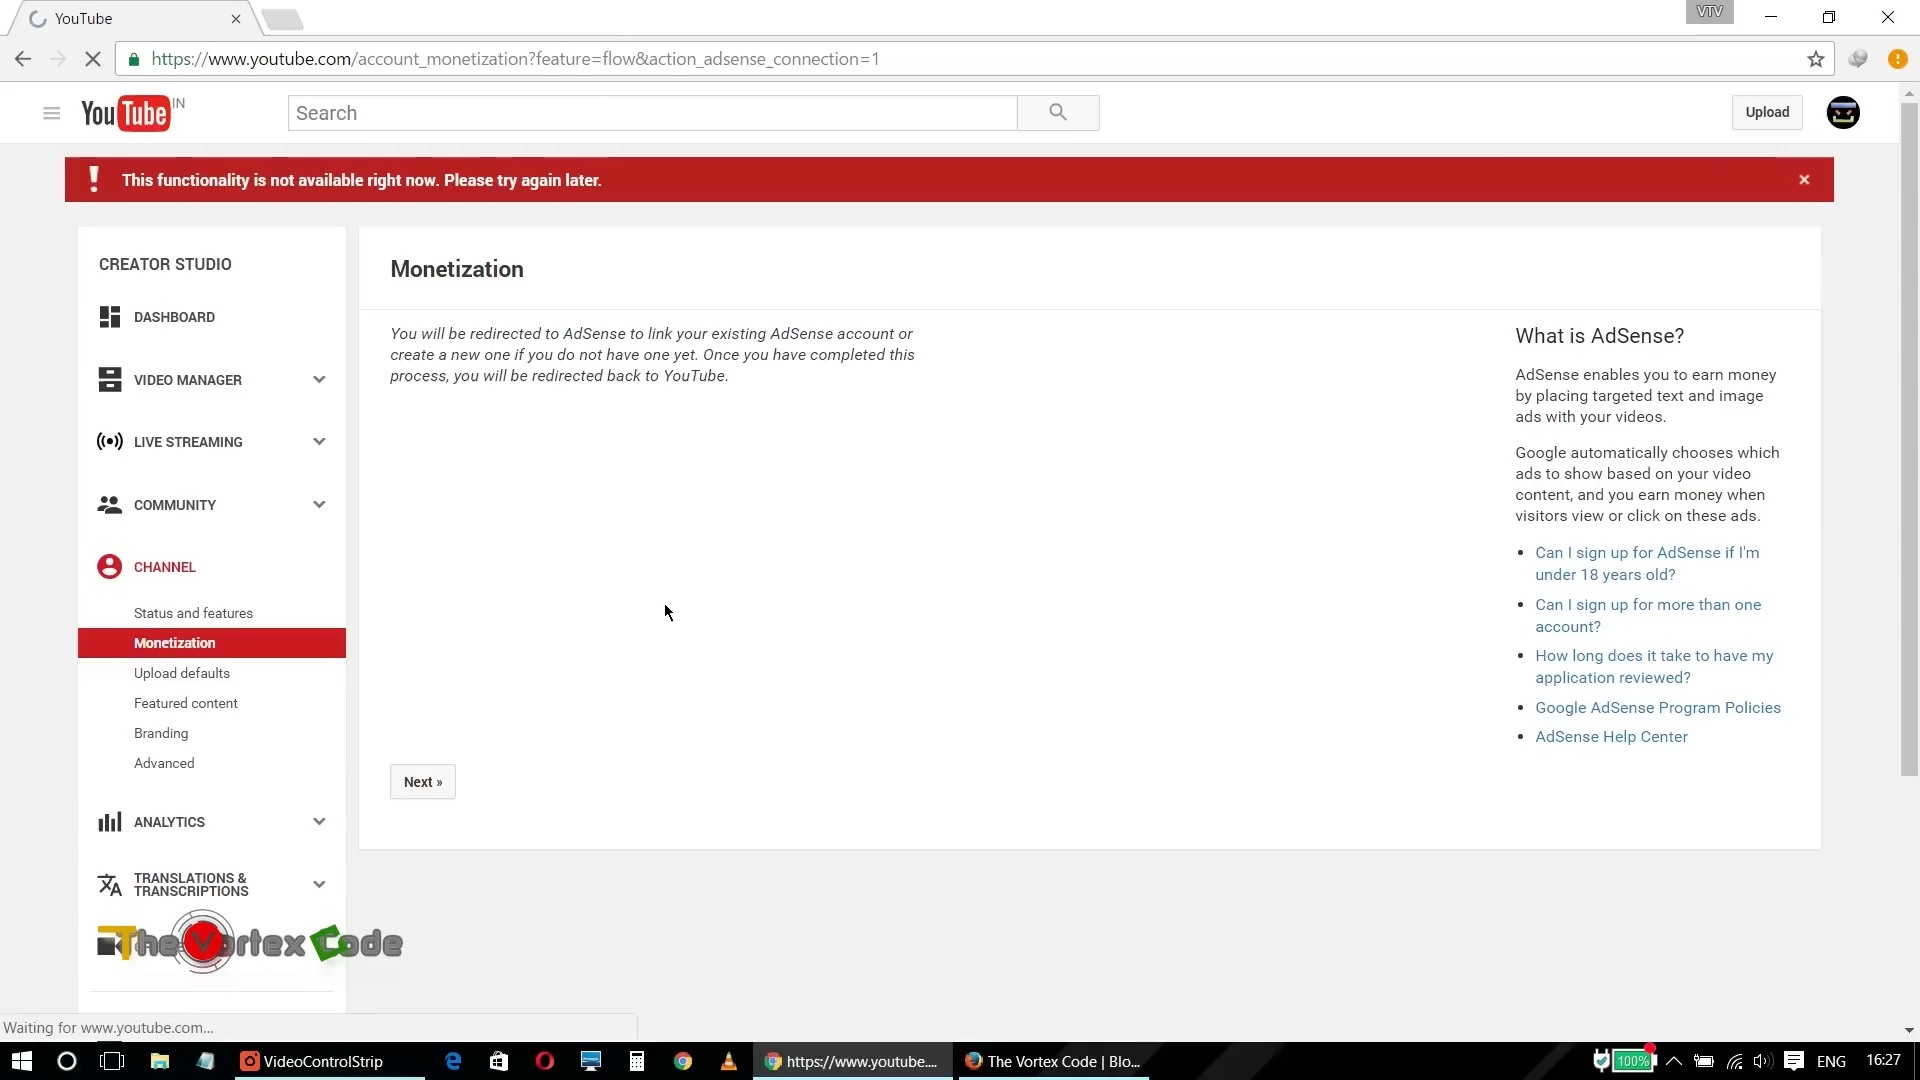 YouTube
VTV
https://www.youtube.com/account_monetization?feature=flow&action_adsense_connection=1
YouTube IN
Search
Upload
This functionality is not available right now. Please try again later.
CREATOR STUDIO
DASHBOARD
VIDEO MANAGER
LIVE STREAMING
COMMUNITY
CHANNEL
Status and features
Monetization
Upload defaults
Featured content
Branding
Advanced
ANALYTICS
TRANSLATIONS &
TRANSCRIPTIONS
The Vortex Code
Monetization
You will be redirected to AdSense to link your existing AdSense account or
create a new one if you do not have one yet. Once you have completed this
process, you will be redirected back to YouTube.
Next »
What is AdSense?
AdSense enables you to earn money
by placing targeted text and image
ads with your videos.
Google automatically chooses which
ads to show based on your video
content, and you earn money when
visitors view or click on these ads.
• Can I sign up for AdSense if I'm
under 18 years old?
• Can I sign up for more than one
account?
• How long does it take to have my
application reviewed?
• Google AdSense Program Policies
• AdSense Help Center
Waiting for www.youtube.com...
VideoControlStrip
https://www.youtube....
The Vortex Code | Blo...
100%
ENG
16:27